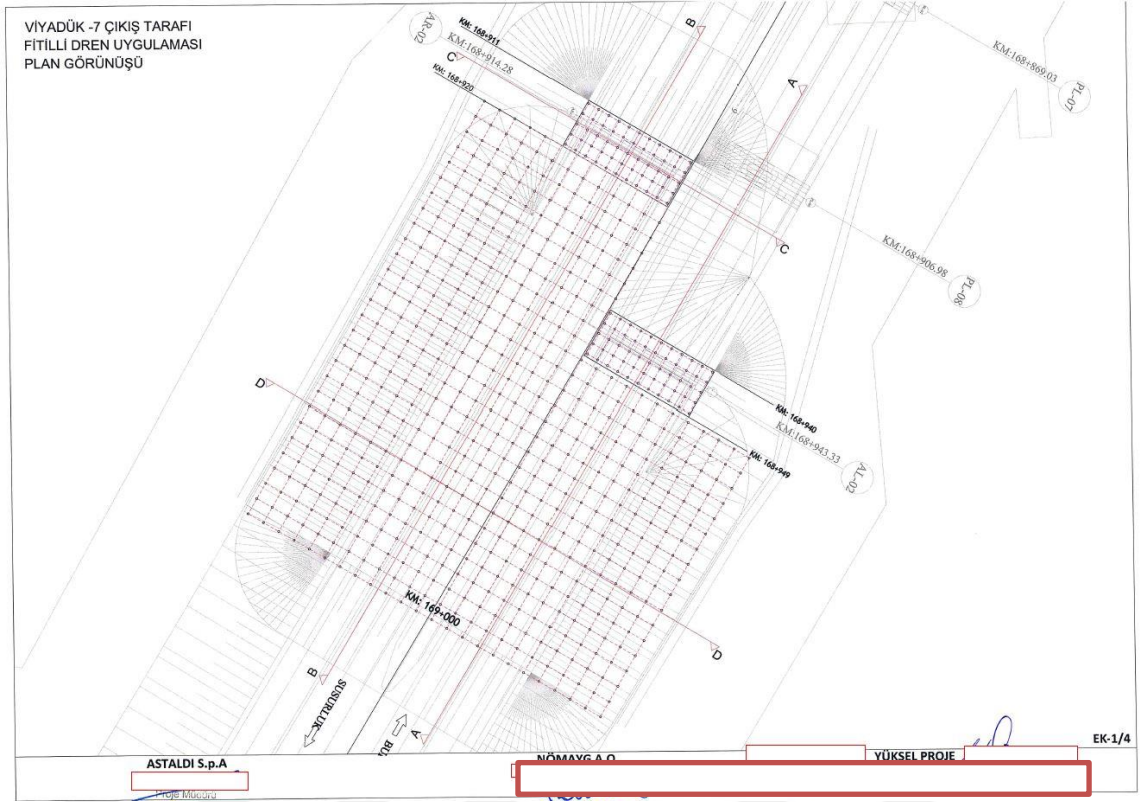 VİYADÜK -7 ÇIKIŞ TARAFI
FİTİLLİ DREN UYGULAMASI
PLAN GÖRÜNÜŞÜ
AR-02
KM: 168+911
KM:168+914.28
KM: 168+920
B
A
C
KM:168+869.03
PL-07
C
KM:168+906.98
PL-08
D
KM: 168+940
KM:168+943.33
AL-02
KM: 168+949
KM: 169+000
D
B
A
SUSURLUK
EK-1/4
ASTALDI S.p.A
NÖMAYG A.O
YÜKSEL PROJE
Proje Müdürü